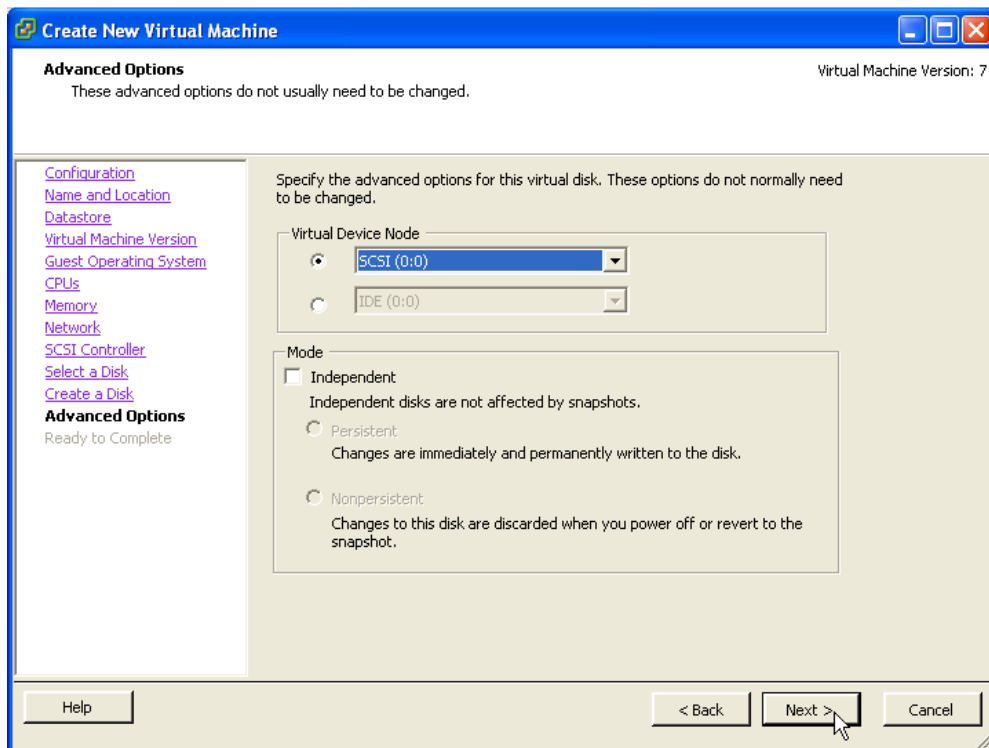 Create New Virtual Machine
Advanced Options
Virtual Machine Version: 7
These advanced options do not usually need to be changed.
Configuration
Name and Location
Datastore
Virtual Machine Version
Guest Operating System
CPUs
Memory
Network
SCSI Controller
Select a Disk
Create a Disk
Advanced Options
Ready to Complete
Specify the advanced options for this virtual disk. These options do not normally need
to be changed.
Virtual Device Node
SCSI (0:0)
IDE (0:0)
Mode
Independent
Independent disks are not affected by snapshots.
Persistent
Changes are immediately and permanently written to the disk.
Nonpersistent
Changes to this disk are discarded when you power off or revert to the
snapshot.
Help
< Back
Next >
Cancel